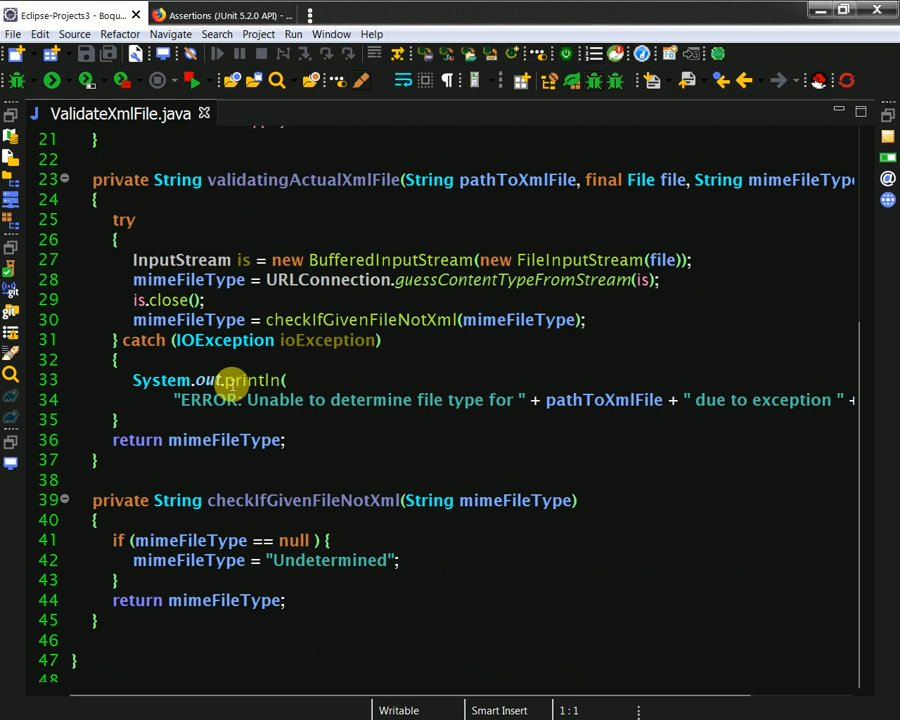 Eclipse-Projects3 - Boqu...
Assertions (JUnit 5.2.0 API) - ...
File Edit Source Refactor Navigate Search Project Run Window Help
ValidateXmlFile.java
21 }
22
23 private String validatingActualXmlFile(String pathToXmlFile, final File file, String mimeFileType
24 {
25 try
26 {
27 InputStream is = new BufferedInputStream(new FileInputStream(file));
28 mimeFileType = URLConnection.guessContentTypeFromStream(is);
29 is.close();
30 mimeFileType = checkIfGivenFileNotXml(mimeFileType);
31 } catch (IOException ioException)
32 {
33 System.out.println(
34 "ERROR: Unable to determine file type for " + pathToXmlFile + " due to exception " +
35 }
36 return mimeFileType;
37 }
38
39 private String checkIfGivenFileNotXml(String mimeFileType)
40 {
41 if (mimeFileType == null ) {
42 mimeFileType = "Undetermined";
43 }
44 return mimeFileType;
45 }
46
47 }
48
Writable Smart Insert 1 : 1